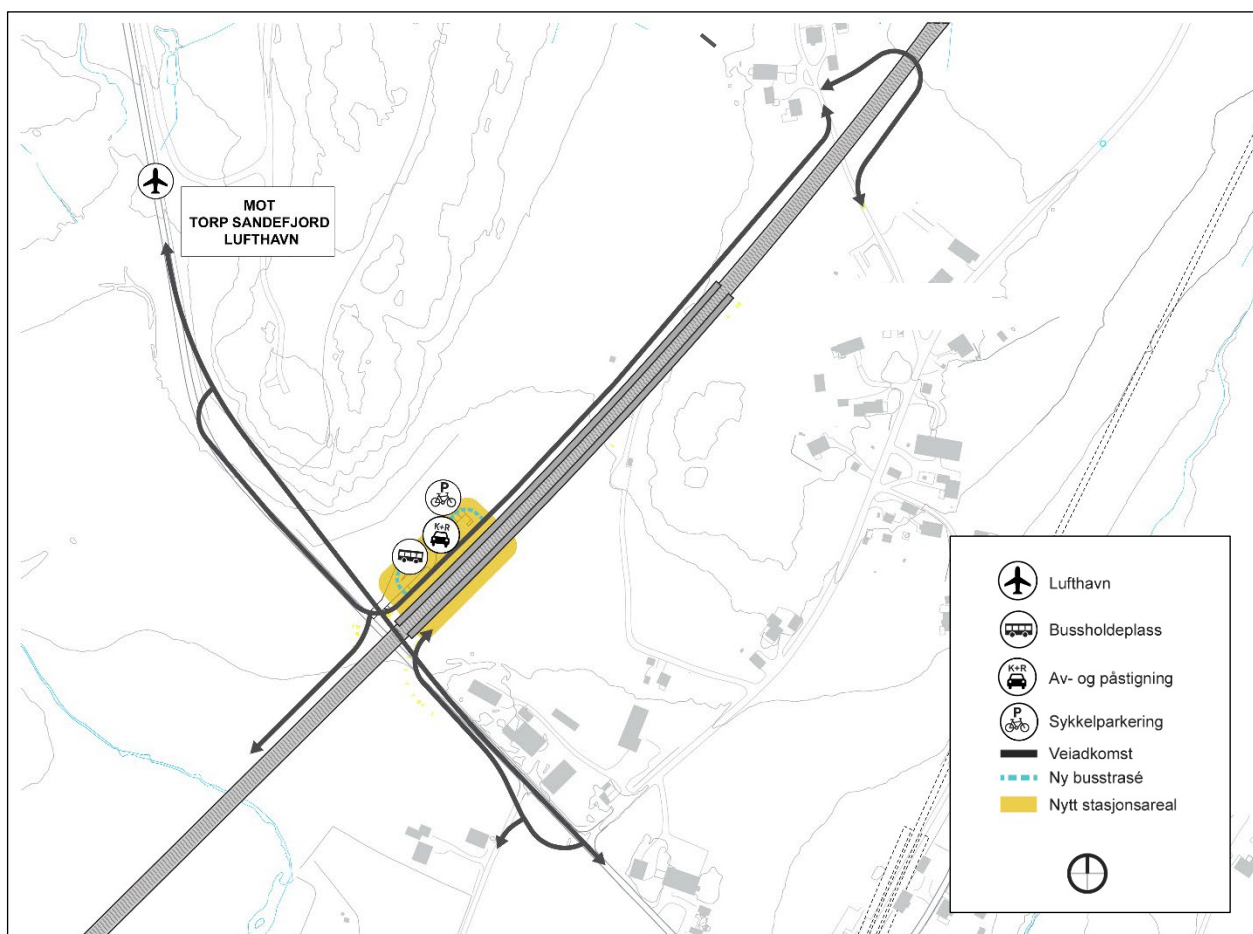 MOT
TORP SANDEFJORD
LUFTHAVN
P
K+R
Lufthavn
Bussholdeplass
K+R
Av- og påstigning
P
Sykkelparkering
Veiadkomst
Ny busstrasé
Nytt stasjonsareal